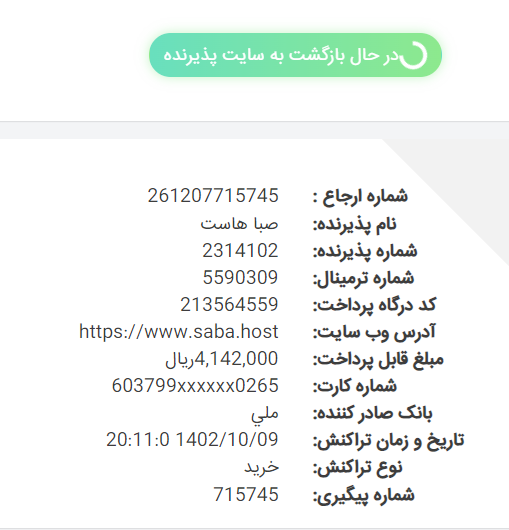 در حال بازگشت به سایت پذیرنده
شماره ارجاع : 261207715745
نام پذیرنده: صبا هاست
شماره پذیرنده: 2314102
شماره ترمینال: 5590309
کد درگاه پرداخت: 213564559
آدرس وب سایت: https://www.saba.host
مبلغ قابل پرداخت: 4,142,000ریال
شماره کارت: 603799xxxxxx0265
بانک صادر کننده: ملي
تاریخ و زمان تراکنش: 1402/10/09 20:11:0
نوع تراکنش: خرید
شماره پیگیری: 715745